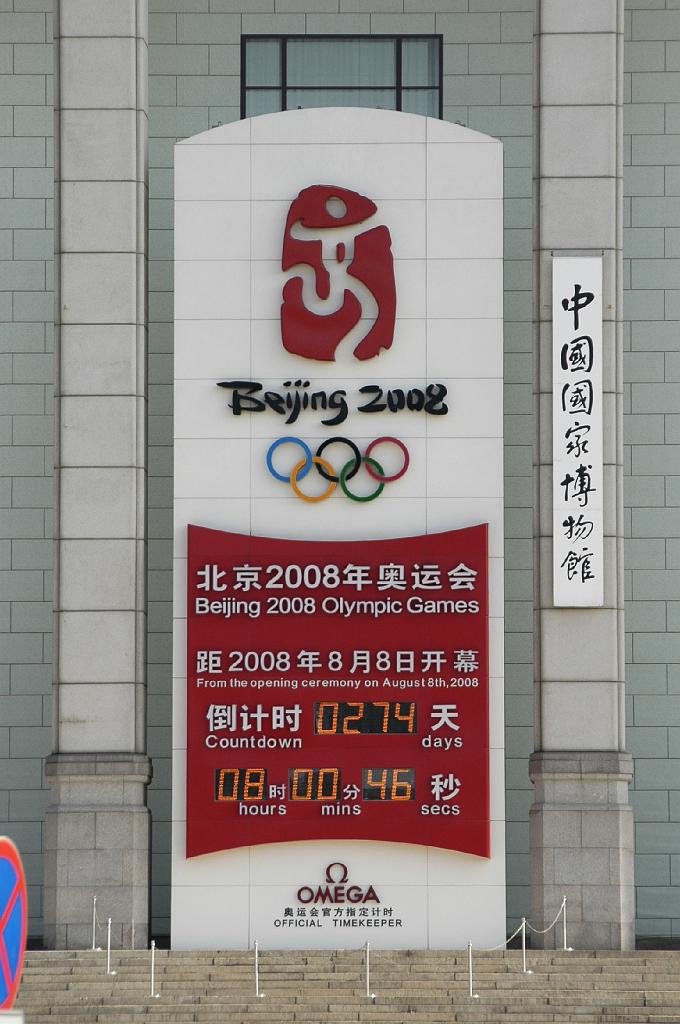 Beijing 2008
北京2008年奥运会
Beijing 2008 Olympic Games
距2008年8月8日开幕
From the opening ceremony on August 8th, 2008
倒计时 0274 天
Countdown days
08 时 00 分 46 秒
hours mins secs
Ω
OMEGA
奥运会官方指定计时
OFFICIAL TIMEKEEPER
中國國家博物館